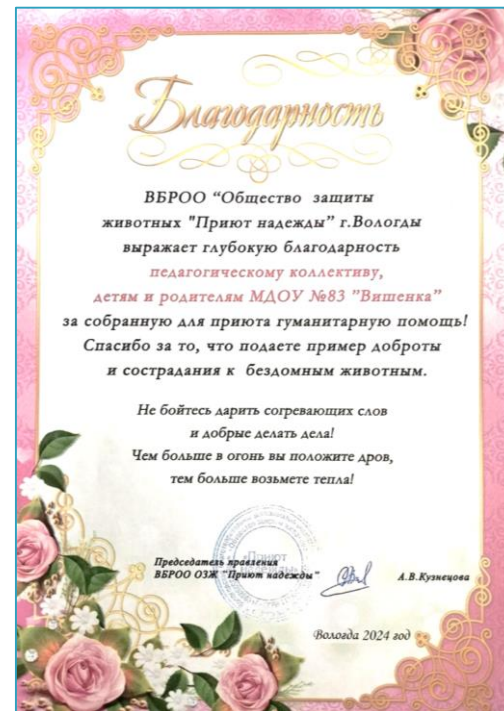 Благодарность
ВБРОО “Общество защиты
животных "Приют надежды” г.Вологды
выражает глубокую благодарность
педагогическому коллективу,
детям и родителям МДОУ №83 "Вишенка"
за собранную для приюта гуманитарную помощь!
Спасибо за то, что подаете пример доброты
и сострадания к бездомным животным.
Не бойтесь дарить согревающих слов
и добрые делать дела!
Чем больше в огонь вы положите дров,
тем больше возьмете тепла!
«Приют
надежды»
Председатель правления
ВБРОО ОЗЖ "Приют надежды"
А.В.Кузнецова
Вологда 2024 год